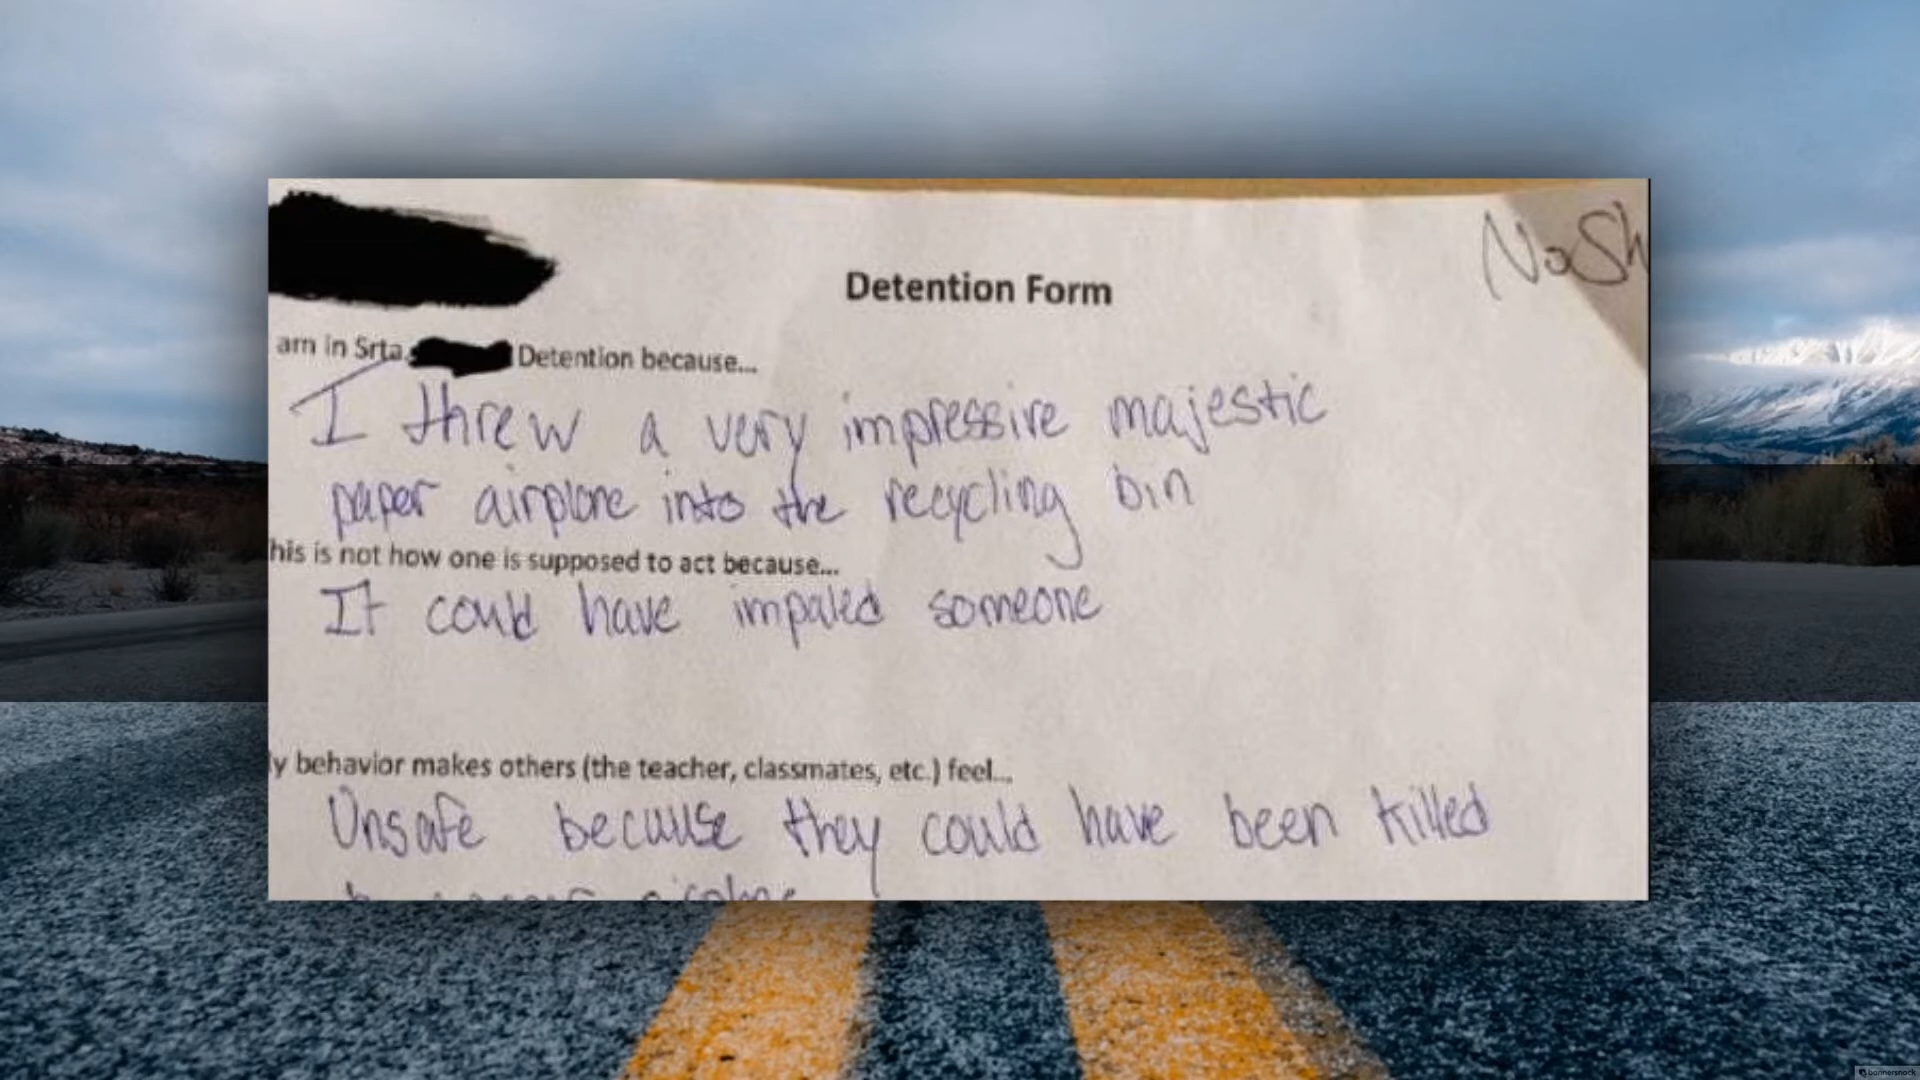 NoSh
Detention Form
am in Srta. Detention because...
I threw a very impressive majestic
paper airplane into the recycling bin
his is not how one is supposed to act because...
It could have impaled someone
y behavior makes others (the teacher, classmates, etc.) feel...
Unsafe because they could have been killed
bannersnack